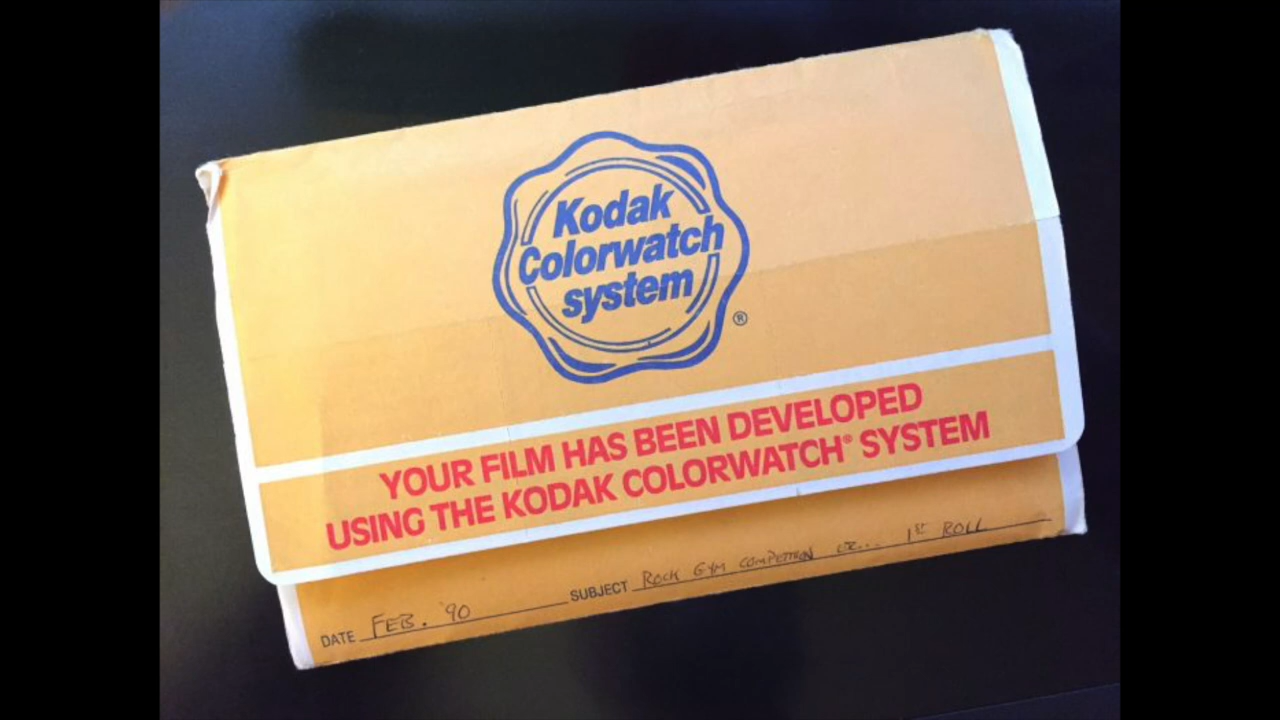 Kodak
Colorwatch
system
®
YOUR FILM HAS BEEN DEVELOPED
USING THE KODAK COLORWATCH® SYSTEM
DATE FEB. '90 SUBJECT ROCK GYM COMPETITION ... 1ST ROLL